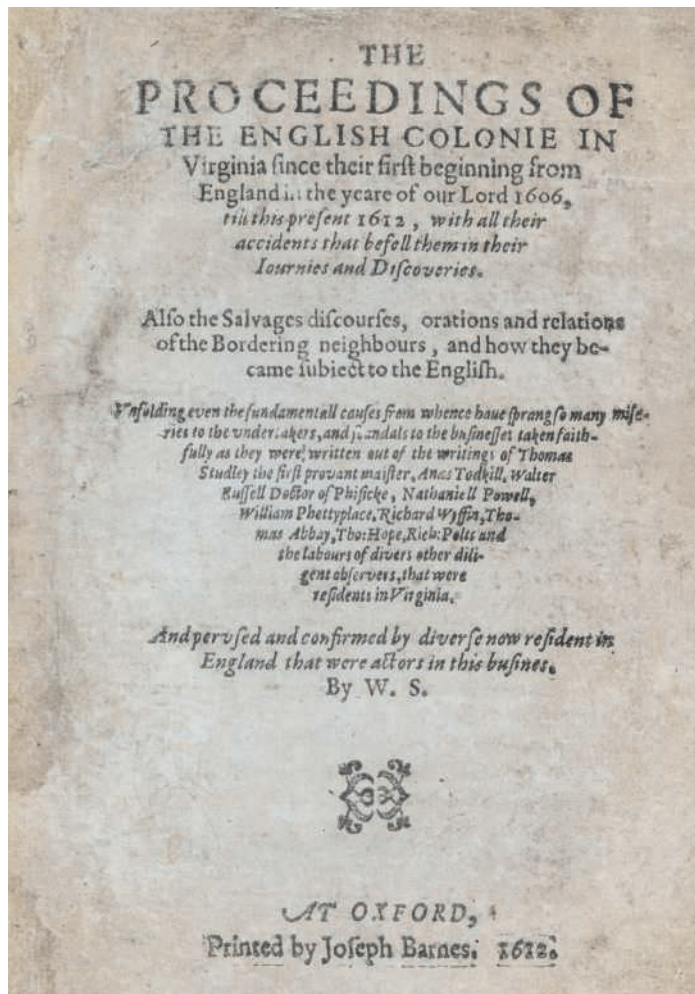 THE
PROCEEDINGS OF
THE ENGLISH COLONIE IN
Virginia ſince their firſt beginning from
England in the yeare of our Lord 1606,
till this preſent 1612, with all their
accidents that befell them in their
Iournies and Diſcoveries.
Alſo the Salvages diſcourſes, orations and relations
of the Bordering neighbours, and how they be-
came ſubiect to the Engliſh.
Vnfolding even the fundamentall cauſes from whence haue ſprang ſo many miſe-
ries to the vndertakers, and ſcandals to the buſineſſes taken faith-
fully as they were written out of the writings of Thomas
Studley the firſt provant maiſter, Anas Todkill, Walter
Ruſſell Doctor of Phiſicke, Nathaniell Powell,
William Phettyplace, Richard Wyffin, Tho-
mas Abbay, Tho: Hope, Rich: Polts and
the labours of divers other dili-
gent obſervers, that were
reſidents in Virginia.
And pervſed and confirmed by diverſe now reſident in
England that were actors in this buſines.
By W. S.
AT OXFORD,
Printed by Joſeph Barnes. 1612.